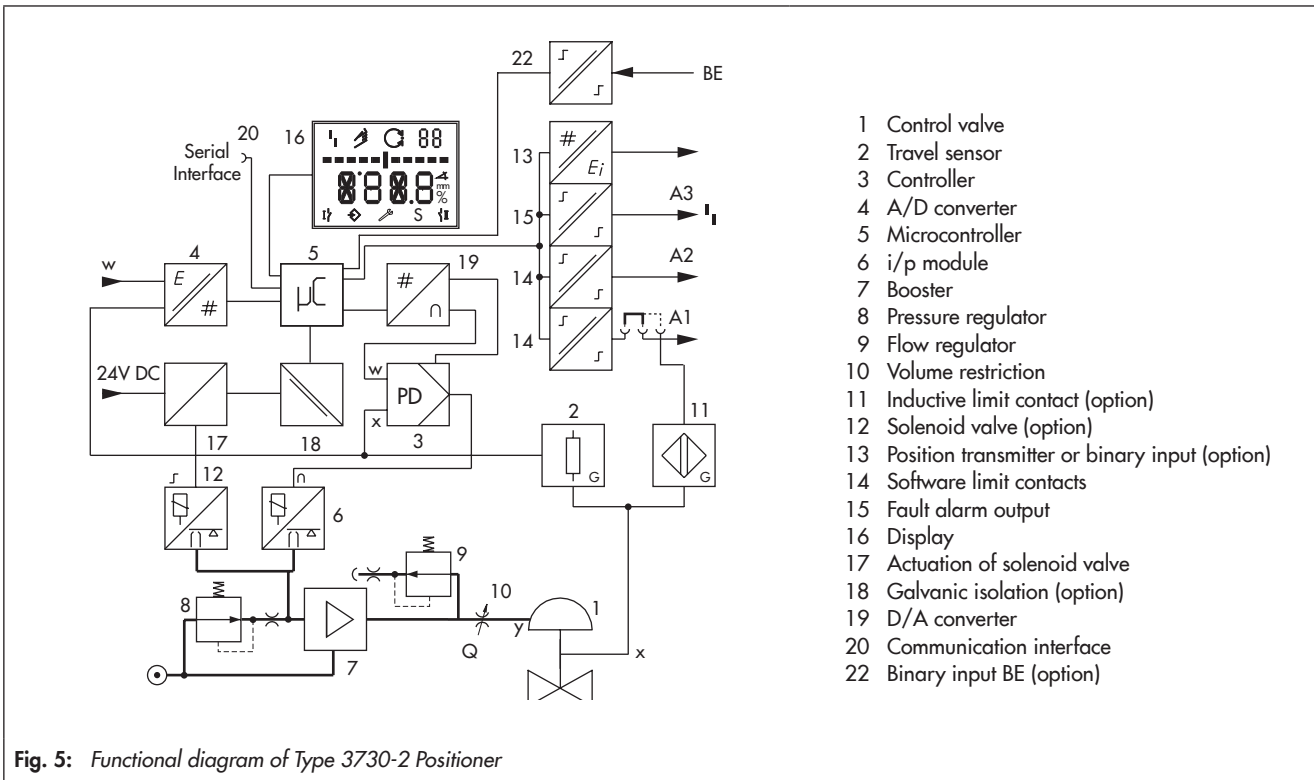 22
BE
20
16
88
Serial
Interface
mm
%
S
13
#
Ei
A3
15
A2
14
A1
14
w
4
E
#
5
µC
19
#
∩
24V DC
w
PD
x
3
2
G
11
G
17
18
12
∩
6
8
9
10
1
y
Q
x
7
1 Control valve
2 Travel sensor
3 Controller
4 A/D converter
5 Microcontroller
6 i/p module
7 Booster
8 Pressure regulator
9 Flow regulator
10 Volume restriction
11 Inductive limit contact (option)
12 Solenoid valve (option)
13 Position transmitter or binary input (option)
14 Software limit contacts
15 Fault alarm output
16 Display
17 Actuation of solenoid valve
18 Galvanic isolation (option)
19 D/A converter
20 Communication interface
22 Binary input BE (option)
Fig. 5: Functional diagram of Type 3730-2 Positioner